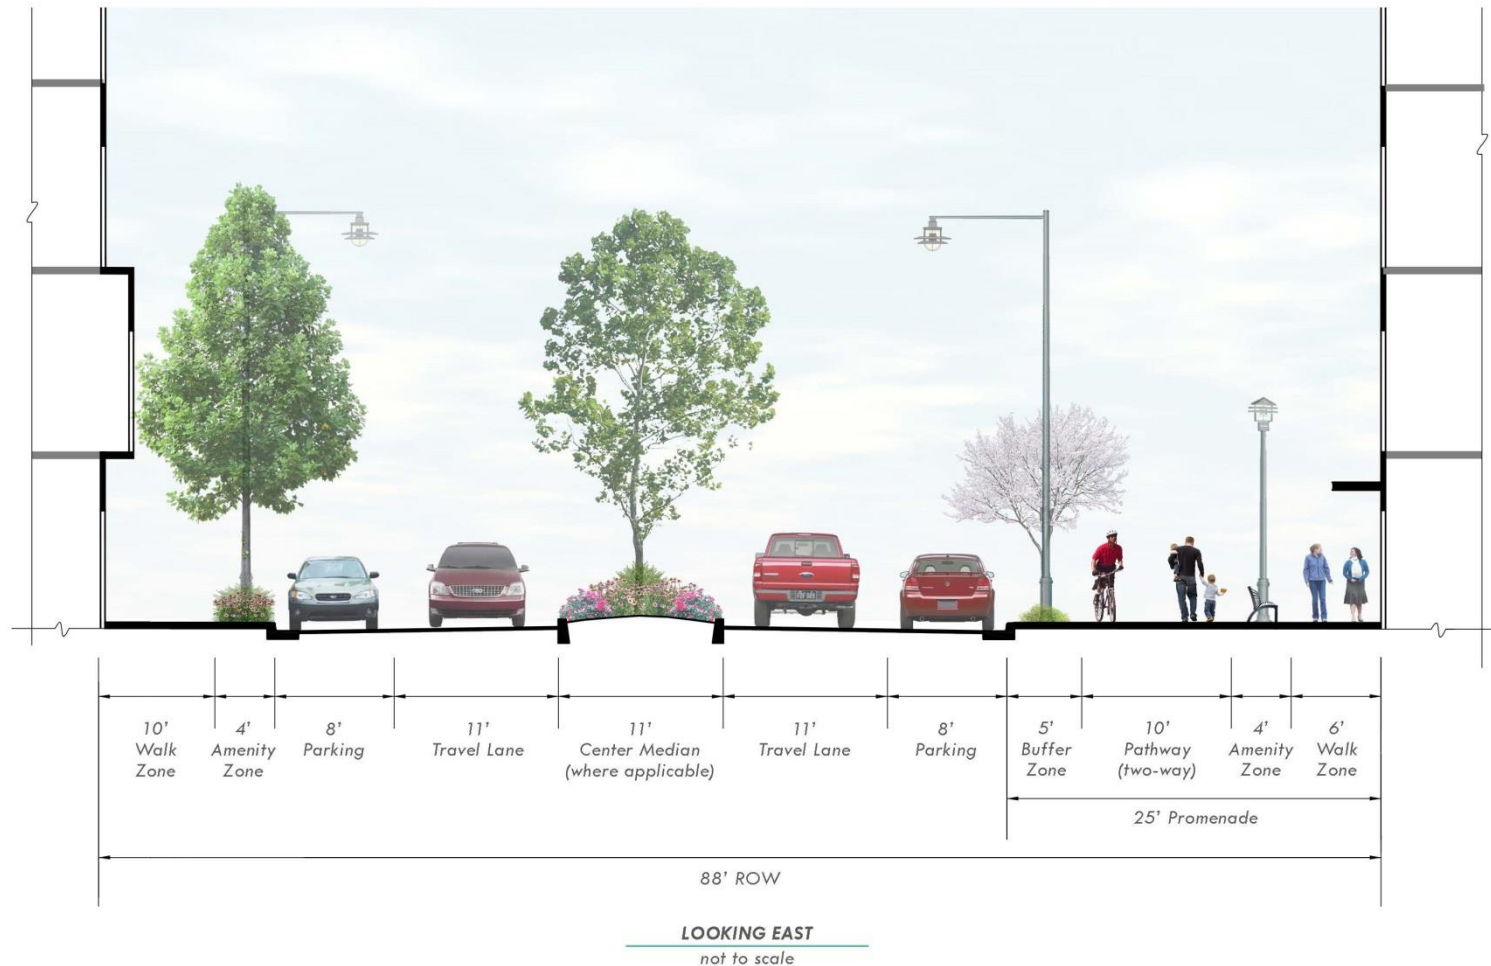 10' 4' 8' 11' 11' 11' 8' 5' 10' 4' 6'
Walk Amenity Parking Travel Lane Center Median Travel Lane Parking Buffer Pathway Amenity Walk
Zone Zone (where applicable) Zone (two-way) Zone Zone
25' Promenade
88' ROW
LOOKING EAST
not to scale